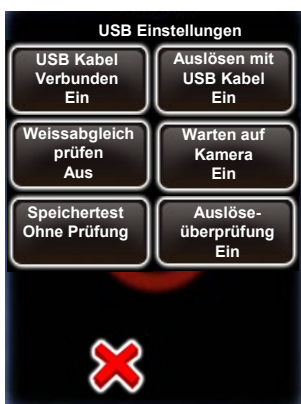 USB Einstellungen
USB Kabel
Verbunden
Ein
Auslösen mit
USB Kabel
Ein
Weissabgleich
prüfen
Aus
Warten auf
Kamera
Ein
Speichertest
Ohne Prüfung
Auslöse-
überprüfung
Ein